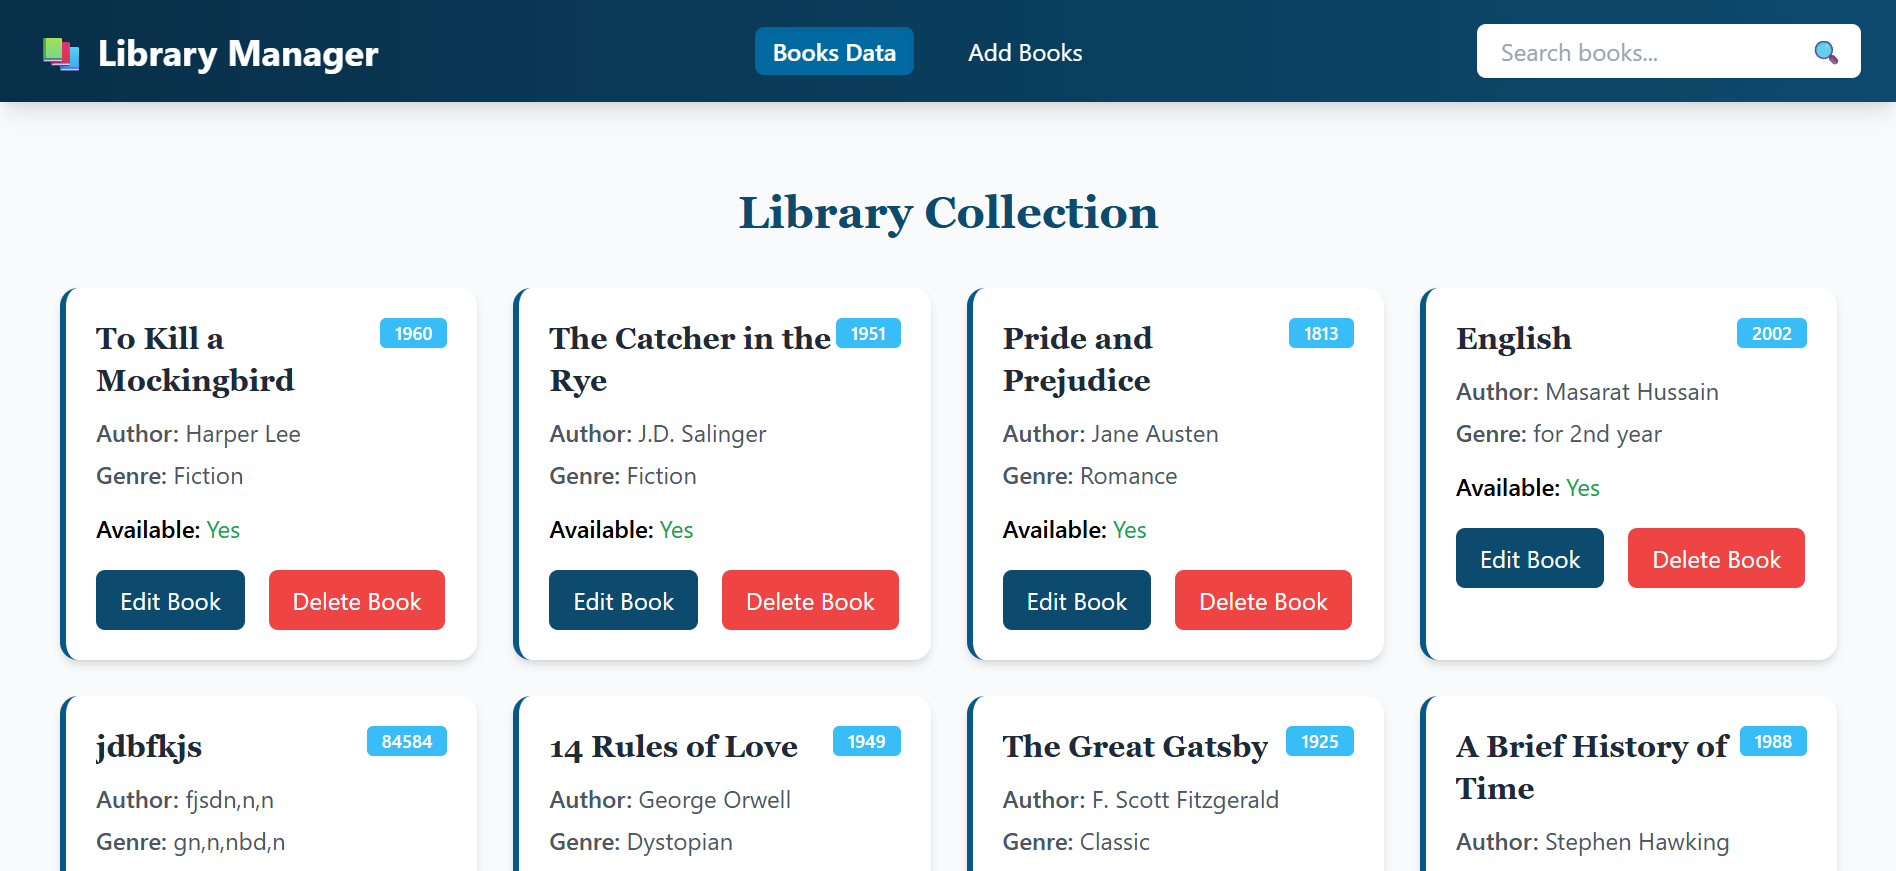 Library Manager
Books Data
Add Books
Search books...
Library Collection
To Kill a
Mockingbird
1960
Author: Harper Lee
Genre: Fiction
Available: Yes
Edit Book
Delete Book
The Catcher in the
Rye
1951
Author: J.D. Salinger
Genre: Fiction
Available: Yes
Edit Book
Delete Book
Pride and
Prejudice
1813
Author: Jane Austen
Genre: Romance
Available: Yes
Edit Book
Delete Book
English
2002
Author: Masarat Hussain
Genre: for 2nd year
Available: Yes
Edit Book
Delete Book
jdbfkjs
84584
Author: fjsdn,n,n
Genre: gn,n,nbd,n
14 Rules of Love
1949
Author: George Orwell
Genre: Dystopian
The Great Gatsby
1925
Author: F. Scott Fitzgerald
Genre: Classic
A Brief History of
Time
1988
Author: Stephen Hawking